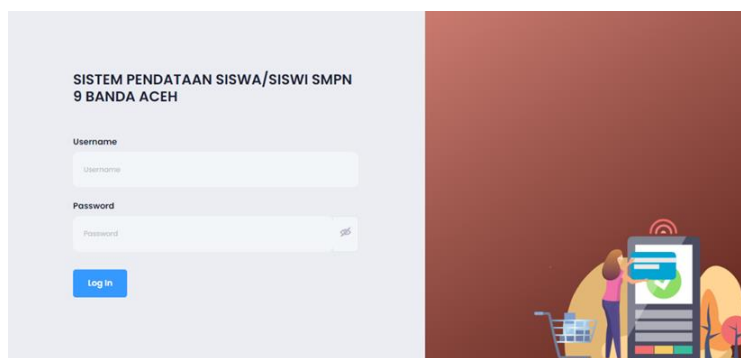 SISTEM PENDATAAN SISWA/SISWI SMPN
9 BANDA ACEH
Username
Username
Password
Password
Log In